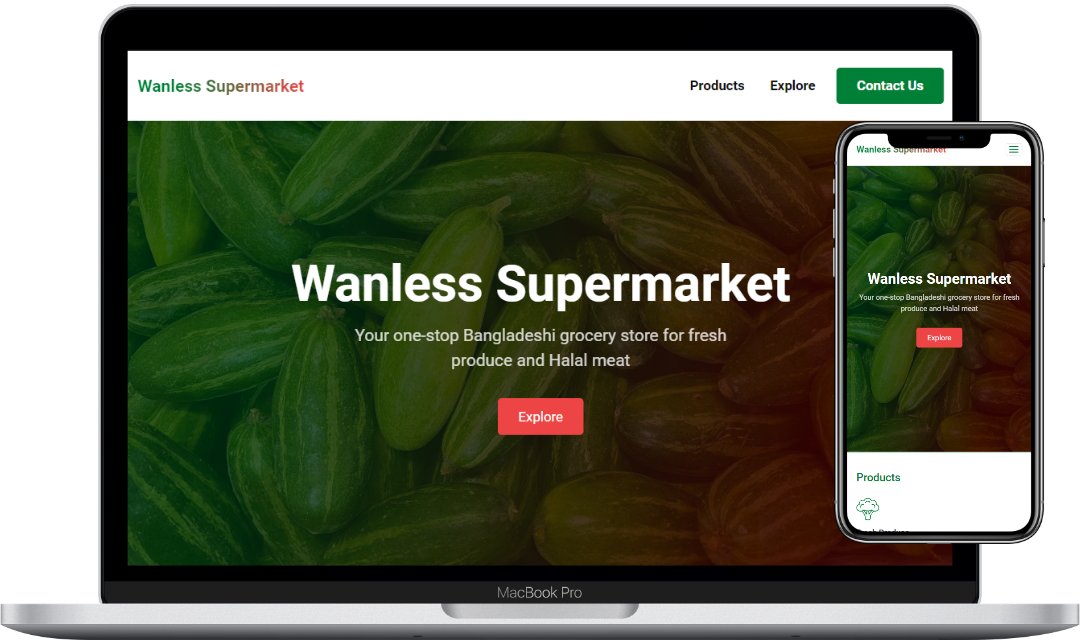 Wanless Supermarket
Products
Explore
Contact Us
Wanless Supermarket
Your one-stop Bangladeshi grocery store for fresh
produce and Halal meat
Explore
MacBook Pro
Wanless Supermarket
Wanless Supermarket
Your one-stop Bangladeshi grocery store for fresh
produce and Halal meat
Explore
Products